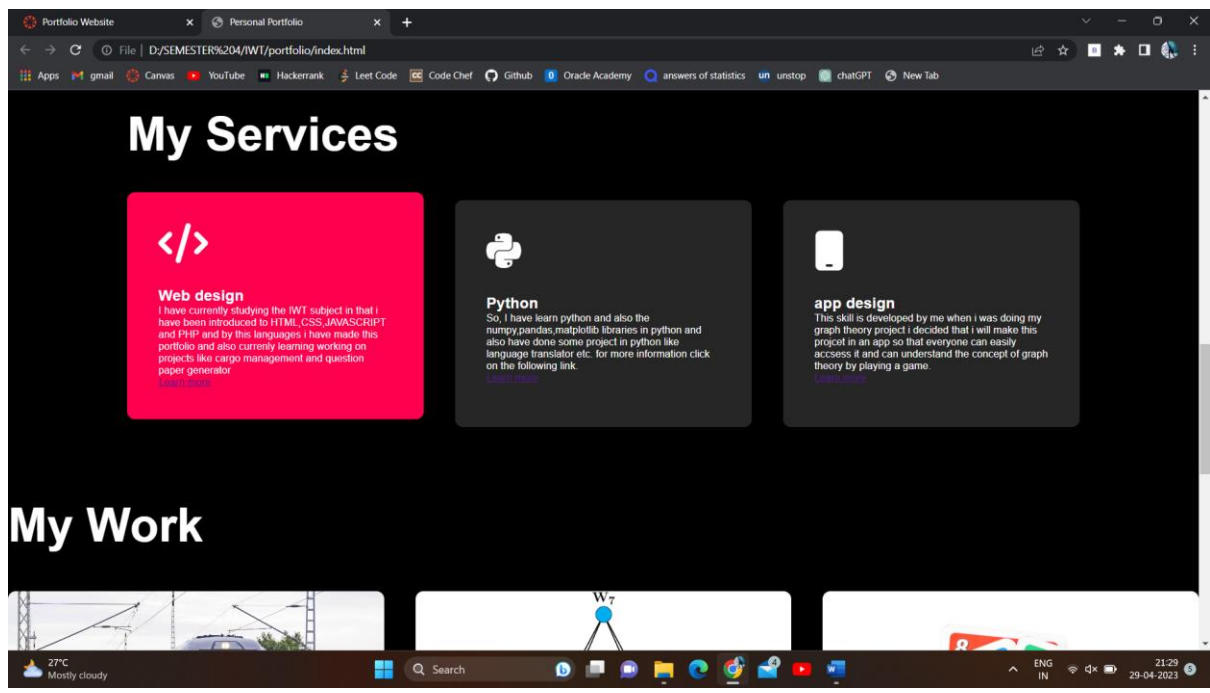 Portfolio Website
Personal Portfolio
File | D:/SEMESTER%204/IWT/portfolio/index.html
Apps gmail Canvas YouTube Hackerrank Leet Code Code Chef Github Oracle Academy answers of statistics unstop chatGPT New Tab
My Services
Web design
I have currently studying the IWT subject in that i
have been introduced to HTML,CSS,JAVASCRIPT
and PHP and by this languages i have made this
portfolio and also currenly learning working on
projects like cargo management and question
paper generator
Learn more
Python
So, I have learn python and also the
numpy,pandas,matplotlib libraries in python and
also have done some project in python like
language translator etc. for more information click
on the following link.
Learn more
app design
This skill is developed by me when i was doing my
graph theory project i decided that i will make this
projcet in an app so that everyone can easily
accsess it and can understand the concept of graph
theory by playing a game.
Learn more
My Work
W7
8
27°C
Mostly cloudy
Search
4
ENG
IN
21:29
29-04-2023
5